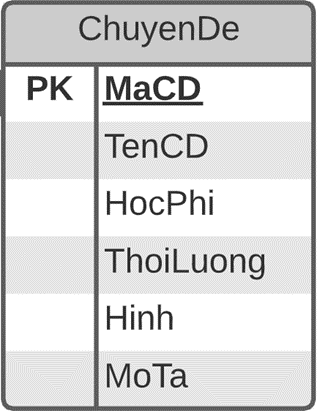 ChuyenDe
PK MaCD
TenCD
HocPhi
ThoiLuong
Hinh
MoTa